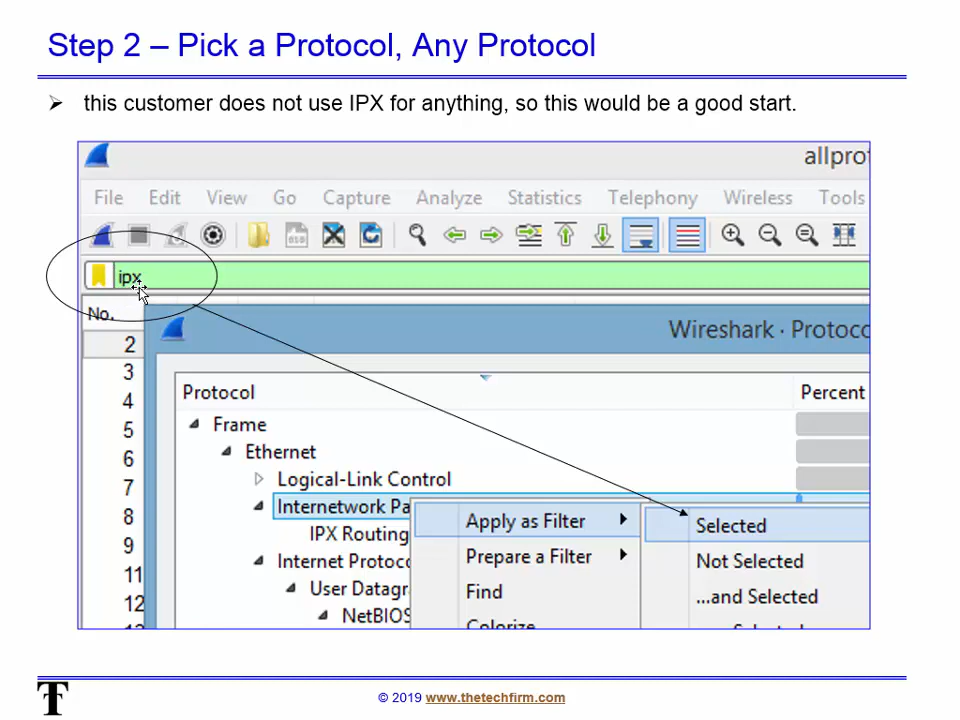 Step 2 – Pick a Protocol, Any Protocol
➢ this customer does not use IPX for anything, so this would be a good start.
allprot
File Edit View Go Capture Analyze Statistics Telephony Wireless Tools
ipx
No.
Wireshark · Protoco
2
3
Protocol Percent
4
Frame
5
Ethernet
6
Logical-Link Control
7
Internetwork Pa
8
Apply as Filter Selected
IPX Routing
9
Prepare a Filter Not Selected
Internet Protoc
11
User Datagr
Find ...and Selected
12
NetBIOS
Colorize
TF
© 2019 www.thetechfirm.com